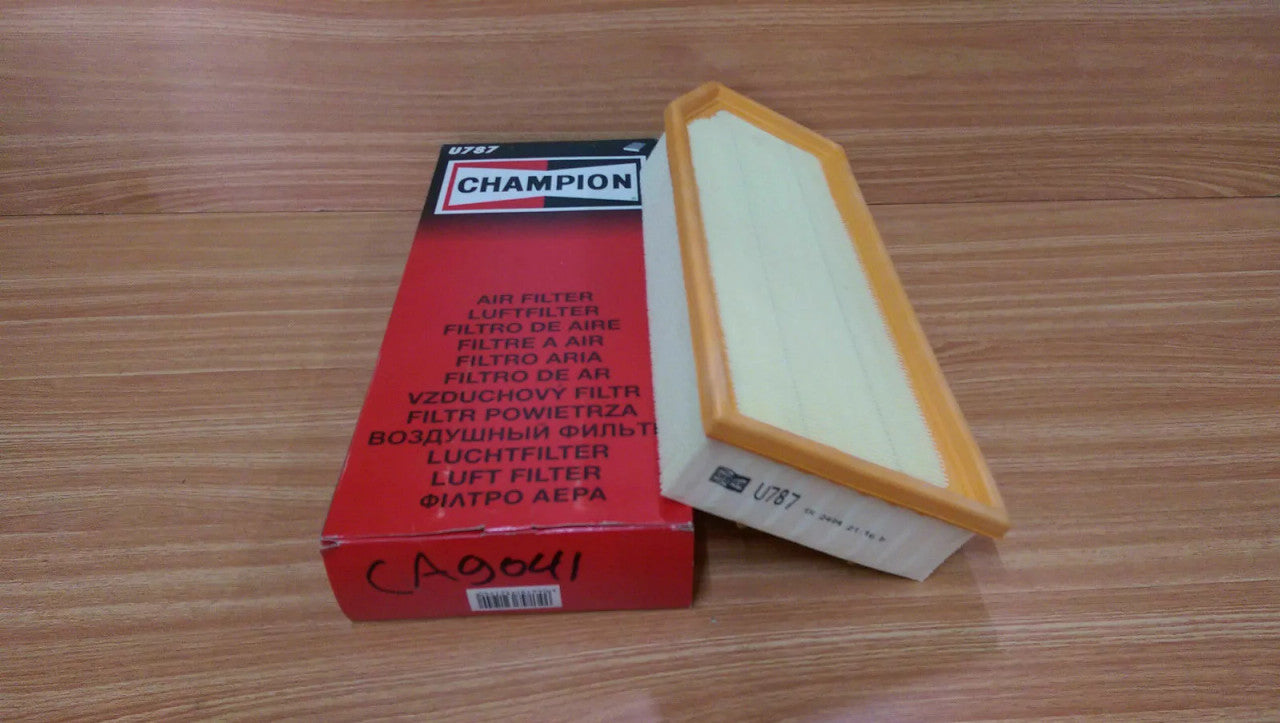 U787
CHAMPION
AIR FILTER
LUFTFILTER
FILTRO DE AIRE
FILTRE A AIR
FILTRO ARIA
FILTRO DE AR
VZDUCHOVÝ FILTR
FILTR POWIETRZA
ВОЗДУШНЫЙ ФИЛЬТ
LUCHTFILTER
LUFT FILTER
ΦΙΛΤΡΟ ΑΕΡΑ
CA9041
U787